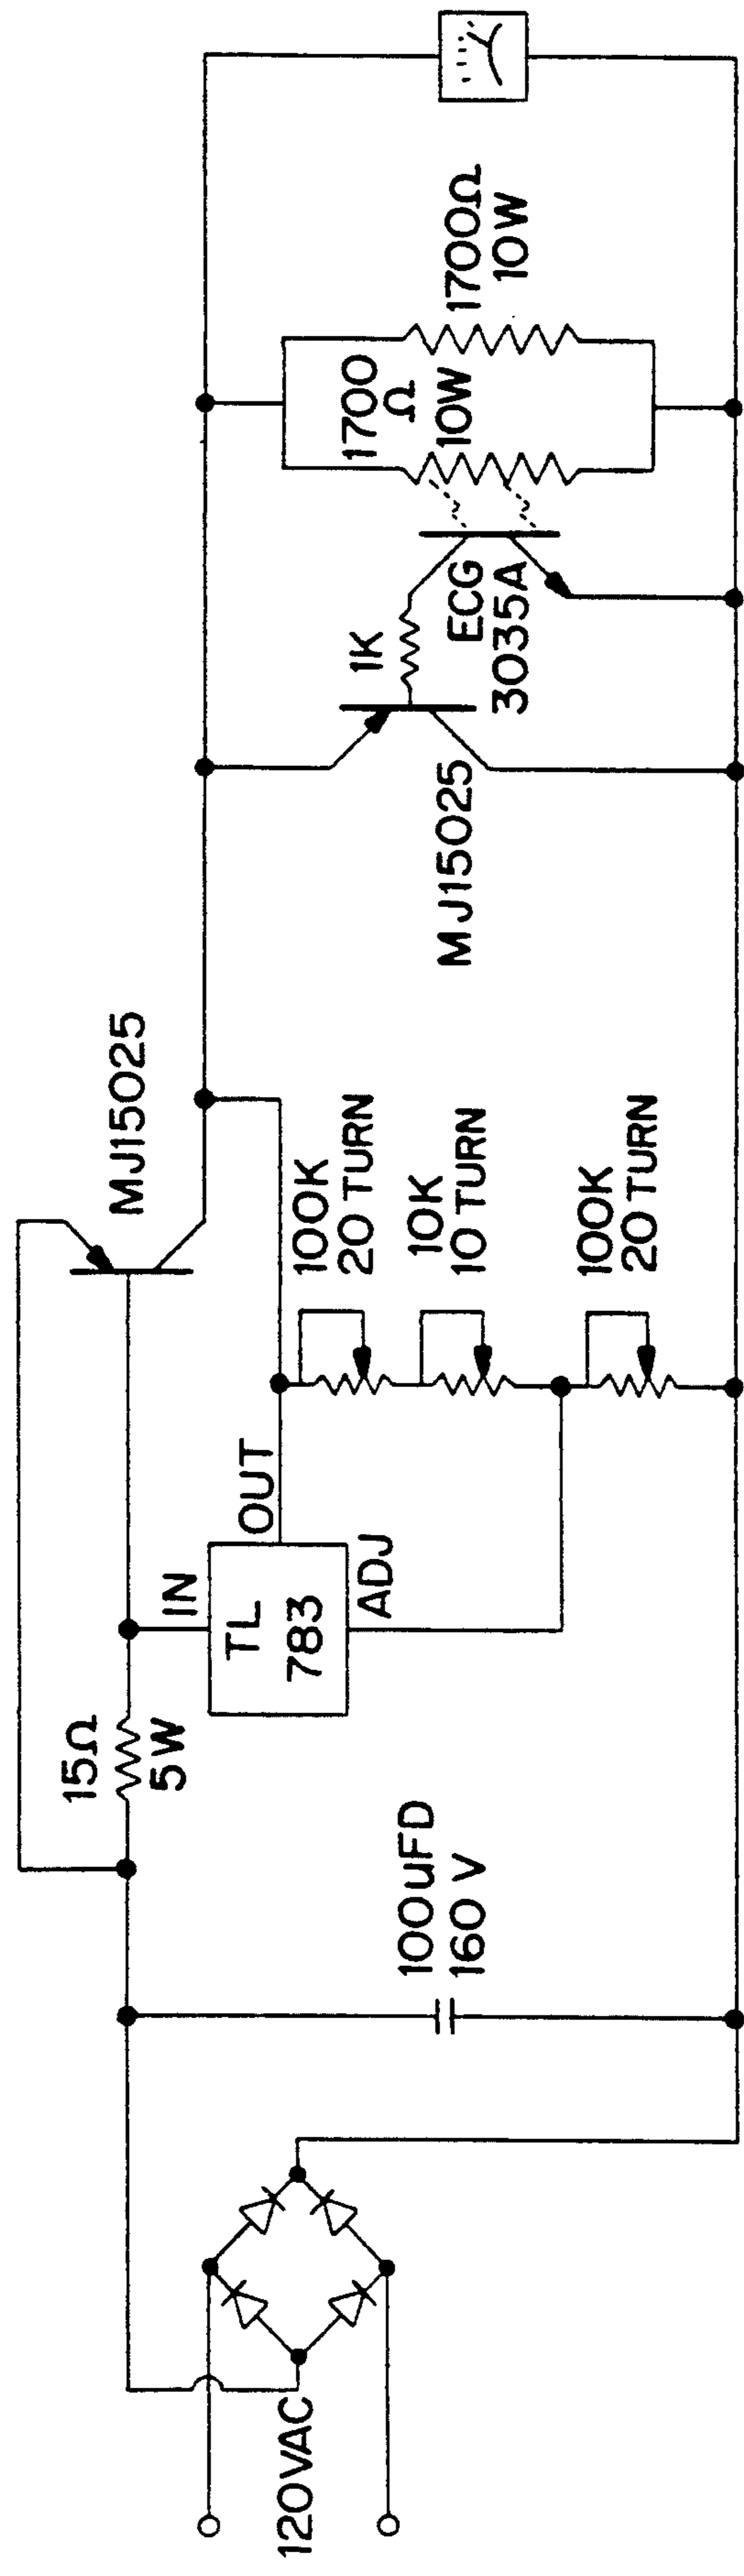 120VAC
100uFD
160 V
15Ω
5W
IN
TL
783
OUT
ADJ
MJ15025
100K
20 TURN
10K
10 TURN
100K
20 TURN
MJ15025
1K
ECG
3035A
1700
Ω
10W
1700Ω
10W